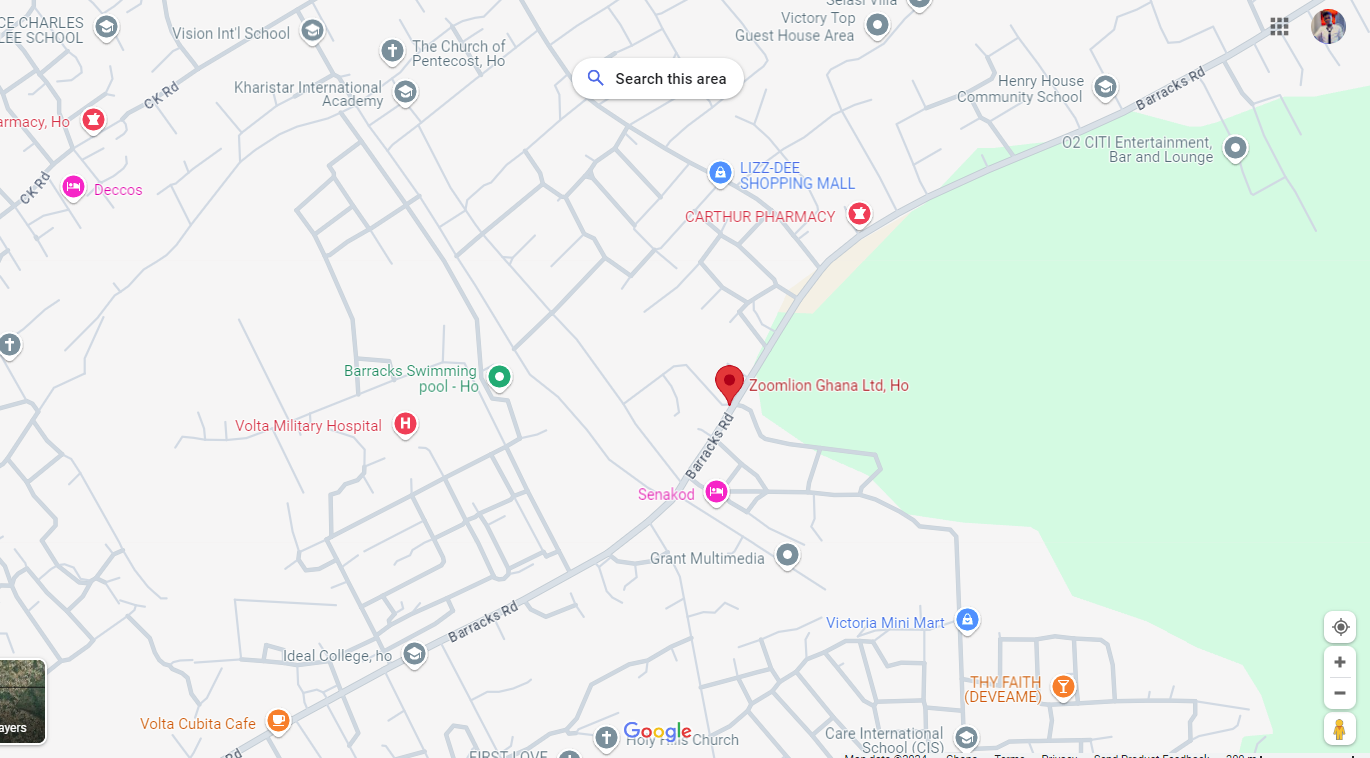 CE CHARLES
LEE SCHOOL
Vision Int'l School
The Church of
Pentecost, Ho
Selasi Villa
Victory Top
Guest House Area
Search this area
Kharistar International
Academy
CK Rd
Henry House
Community School
Barracks Rd
armacy, Ho
O2 CITI Entertainment,
Bar and Lounge
LIZZ-DEE
SHOPPING MALL
CK Rd
Deccos
CARTHUR PHARMACY
Barracks Swimming
pool - Ho
Zoomlion Ghana Ltd, Ho
Volta Military Hospital
H
Barracks Rd
Senakod
Grant Multimedia
Barracks Rd
Victoria Mini Mart
Ideal College, ho
THY FAITH
(DEVEAME)
Volta Cubita Cafe
ayers
Google
Holy Hills Church
Care International
School (CIS)
Rd
FIRST LOVE
Map data ©2024 Ghana Terms Privacy Send Product Feedback 200 m